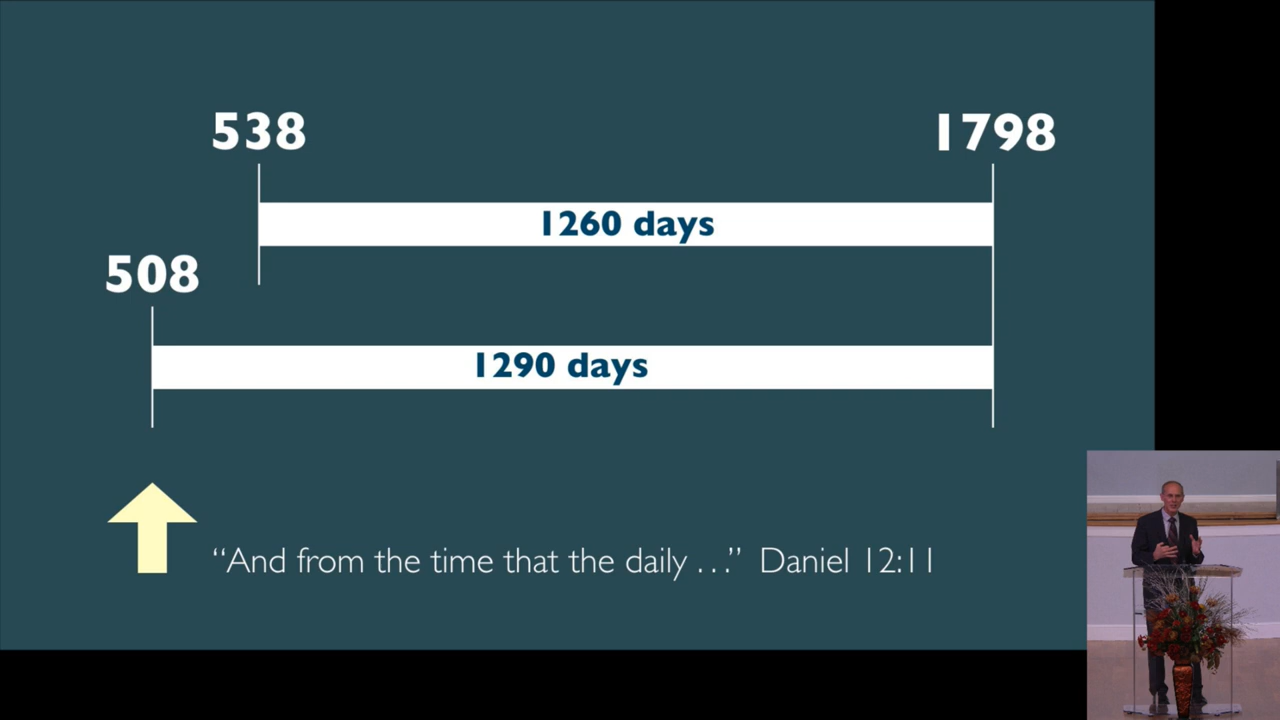 538
1798
1260 days
508
1290 days
“And from the time that the daily . . .” Daniel 12:11